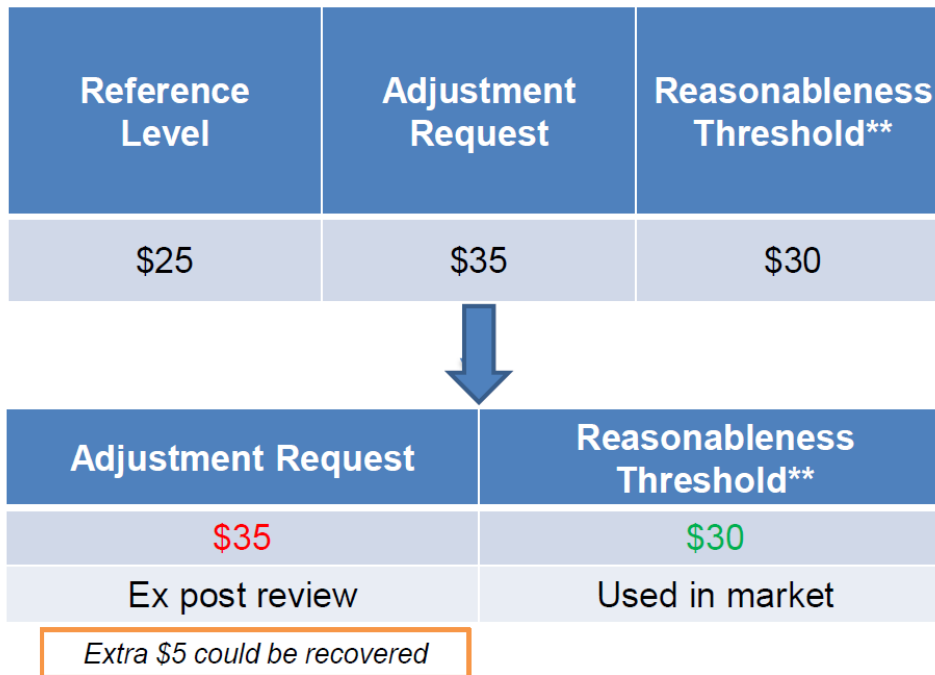 Reference
Level
Adjustment
Request
Reasonableness
Threshold**
$25
$35
$30
Adjustment Request
Reasonableness
Threshold**
$35
$30
Ex post review
Used in market
Extra $5 could be recovered